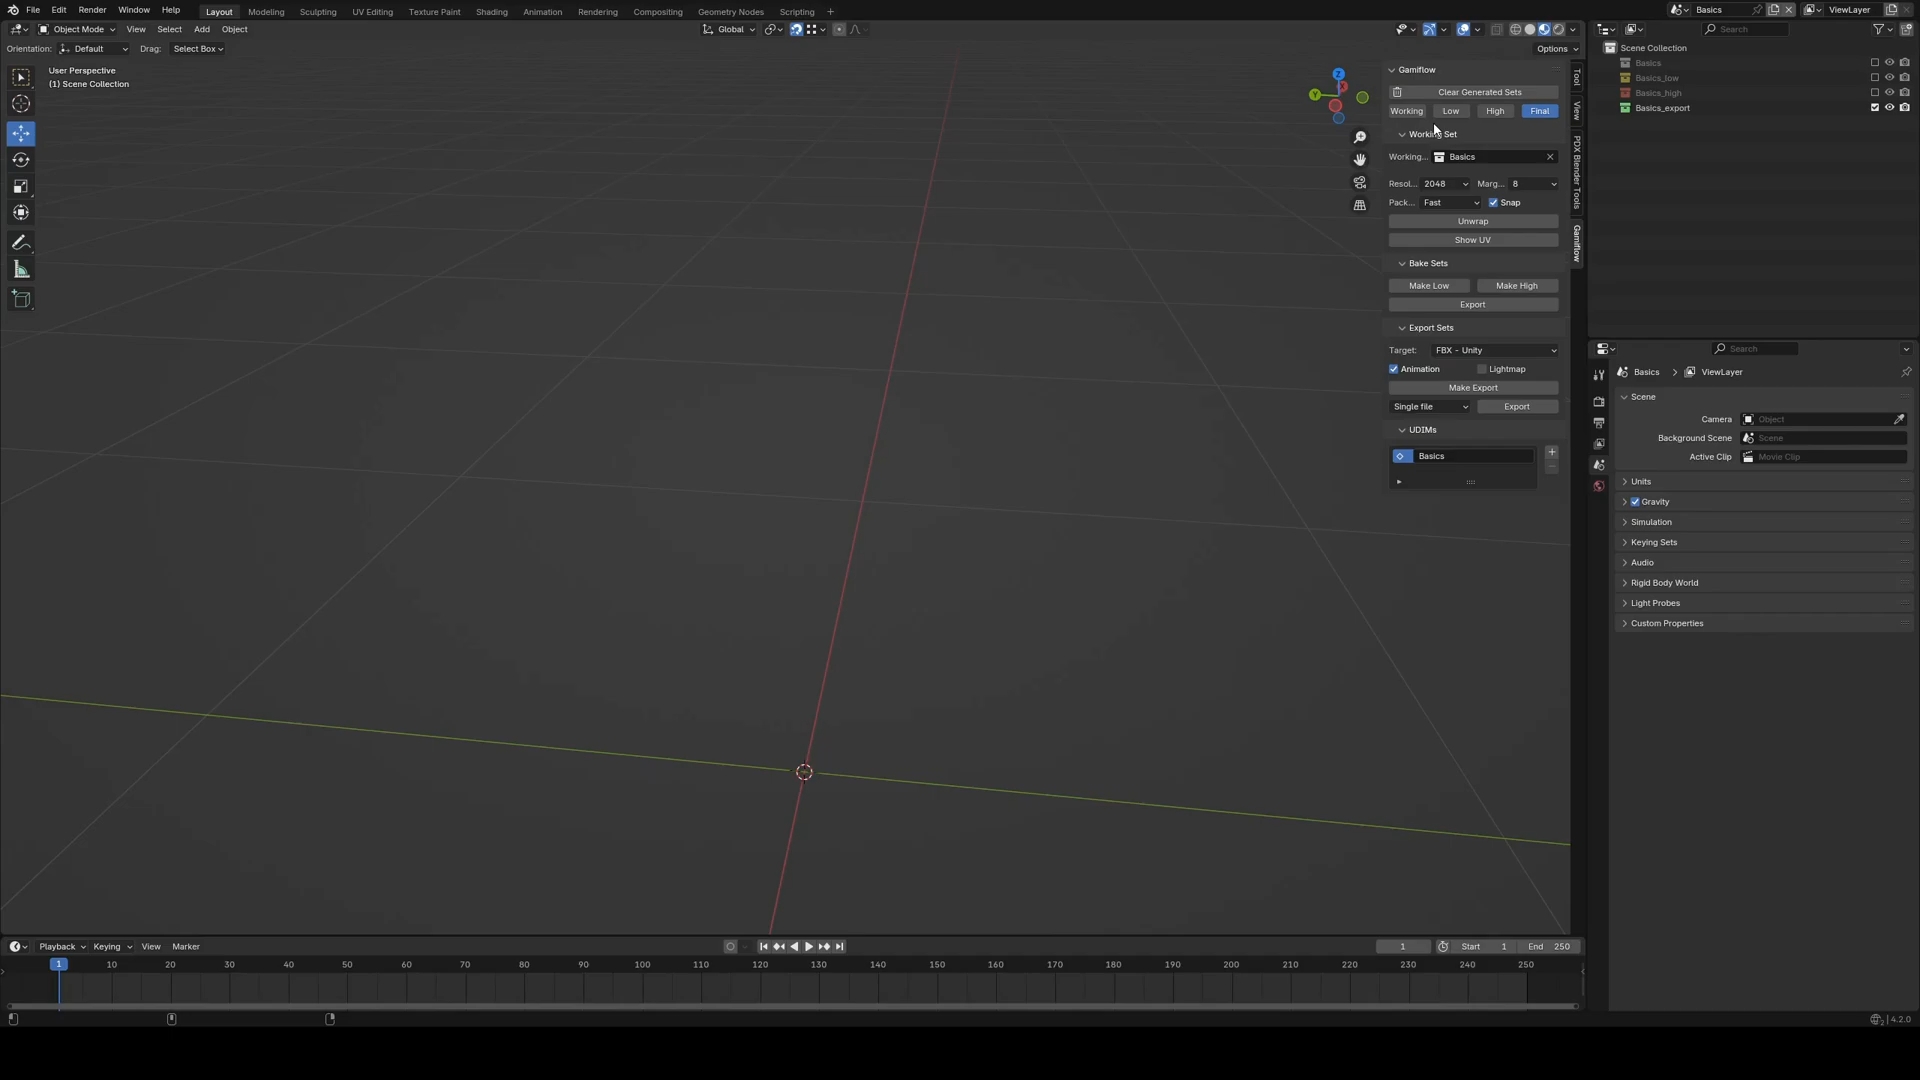 File Edit Render Window Help Layout Modeling Sculpting UV Editing Texture Paint Shading Animation Rendering Compositing Geometry Nodes Scripting + Basics ViewLayer
Object Mode View Select Add Object Global Search
Orientation: Default Drag: Select Box Options
User Perspective
(1) Scene Collection
Z
X
Y
Gamiflow
Clear Generated Sets
Working Low High Final
Working Set
Working... Basics
Resol... 2048 Marg... 8
Pack... Fast Snap
Unwrap
Show UV
Bake Sets
Make Low Make High
Export
Export Sets
Target: FBX - Unity
Animation Lightmap
Make Export
Single file Export
UDIMs
Basics
Tool
View
PDX Blender Tools
Gamiflow
Scene Collection
Basics
Basics_low
Basics_high
Basics_export
Search
Basics > ViewLayer
Scene
Camera Object
Background Scene Scene
Active Clip Movie Clip
Units
Gravity
Simulation
Keying Sets
Audio
Rigid Body World
Light Probes
Custom Properties
Playback Keying View Marker 1 Start 1 End 250
1 10 20 30 40 50 60 70 80 90 100 110 120 130 140 150 160 170 180 190 200 210 220 230 240 250
4.2.0